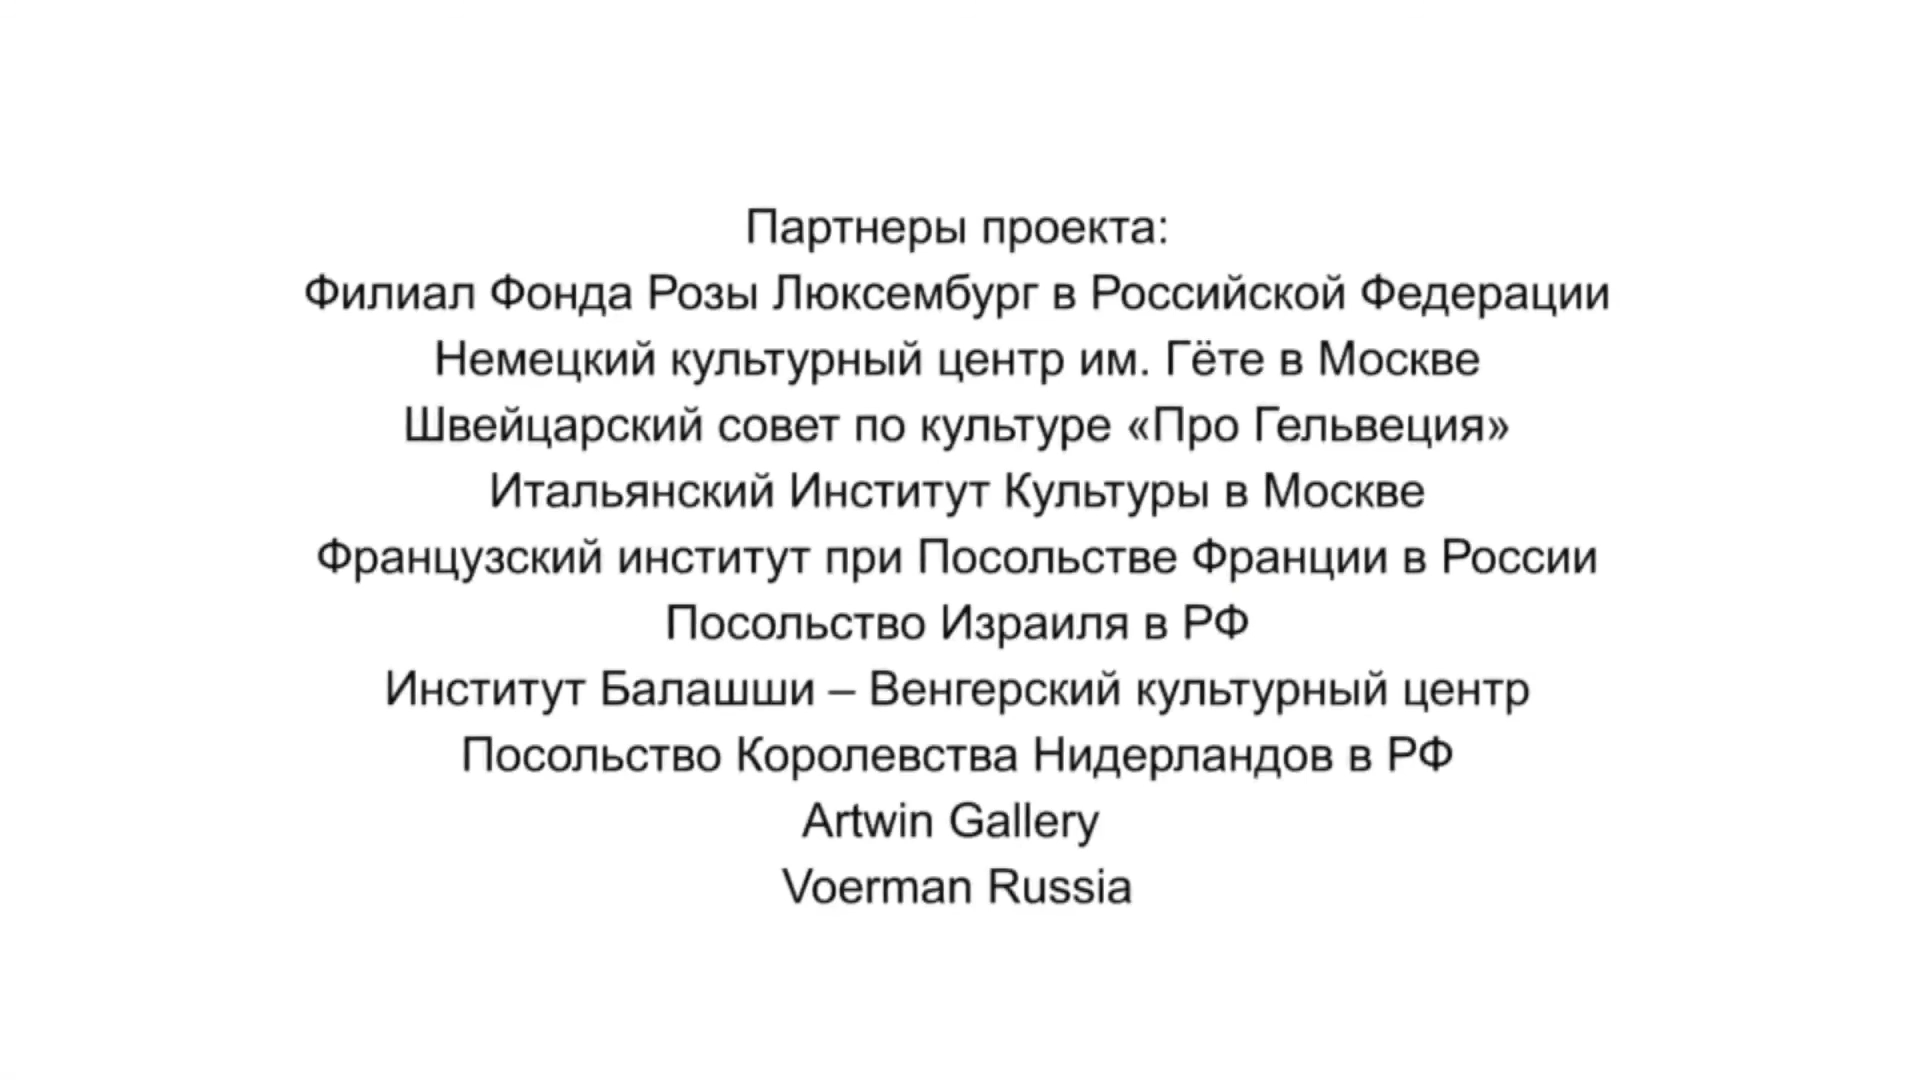 Партнеры проекта:
Филиал Фонда Розы Люксембург в Российской Федерации
Немецкий культурный центр им. Гёте в Москве
Швейцарский совет по культуре «Про Гельвеция»
Итальянский Институт Культуры в Москве
Французский институт при Посольстве Франции в России
Посольство Израиля в РФ
Институт Балашши – Венгерский культурный центр
Посольство Королевства Нидерландов в РФ
Artwin Gallery
Voerman Russia